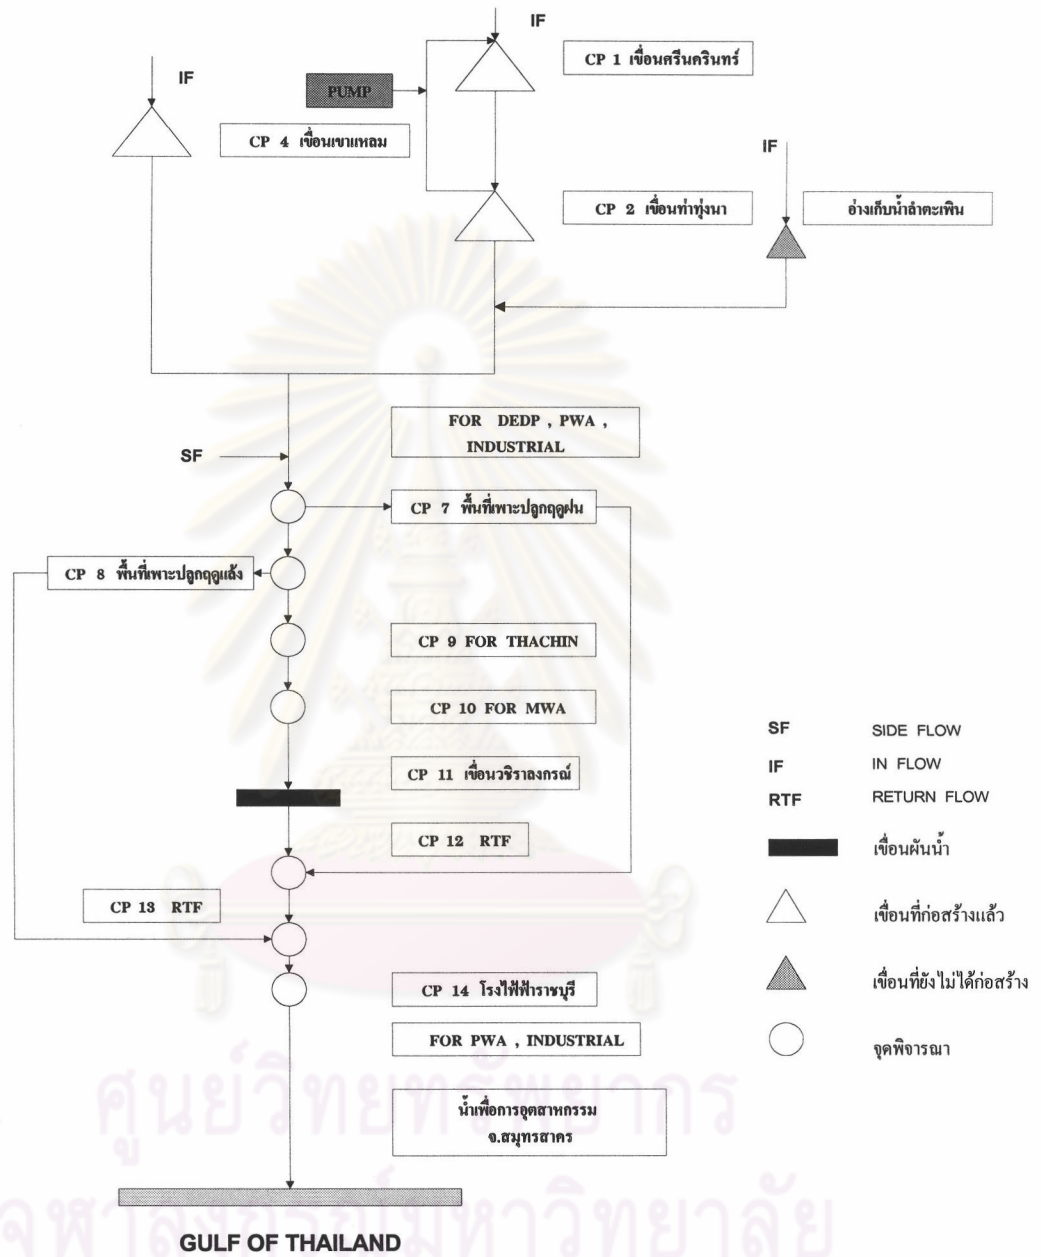 IF
CP 1 เขื่อนศรีนครินทร์
IF
PUMP
CP 4 เขื่อนเขาแหลม
IF
CP 2 เขื่อนท่าทุ่งนา
อ่างเก็บน้ำลำตะเพิน
FOR DEDP , PWA ,
INDUSTRIAL
SF
CP 7 พื้นที่เพาะปลูกฤดูฝน
CP 8 พื้นที่เพาะปลูกฤดูแล้ง
CP 9 FOR THACHIN
CP 10 FOR MWA
CP 11 เขื่อนวชิราลงกรณ์
CP 12 RTF
CP 13 RTF
CP 14 โรงไฟ้ฟ้าราชบุรี
FOR PWA , INDUSTRIAL
น้ำเพื่อการอุตสาหกรรม
จ.สมุทรสาคร
GULF OF THAILAND
SF SIDE FLOW
IF IN FLOW
RTF RETURN FLOW
เขื่อนผันน้ำ
เขื่อนที่ก่อสร้างแล้ว
เขื่อนที่ยังไม่ได้ก่อสร้าง
จุดพิจารณา
ศูนย์วิทยทรัพยากร
จุฬาลงกรณ์มหาวิทยาลัย